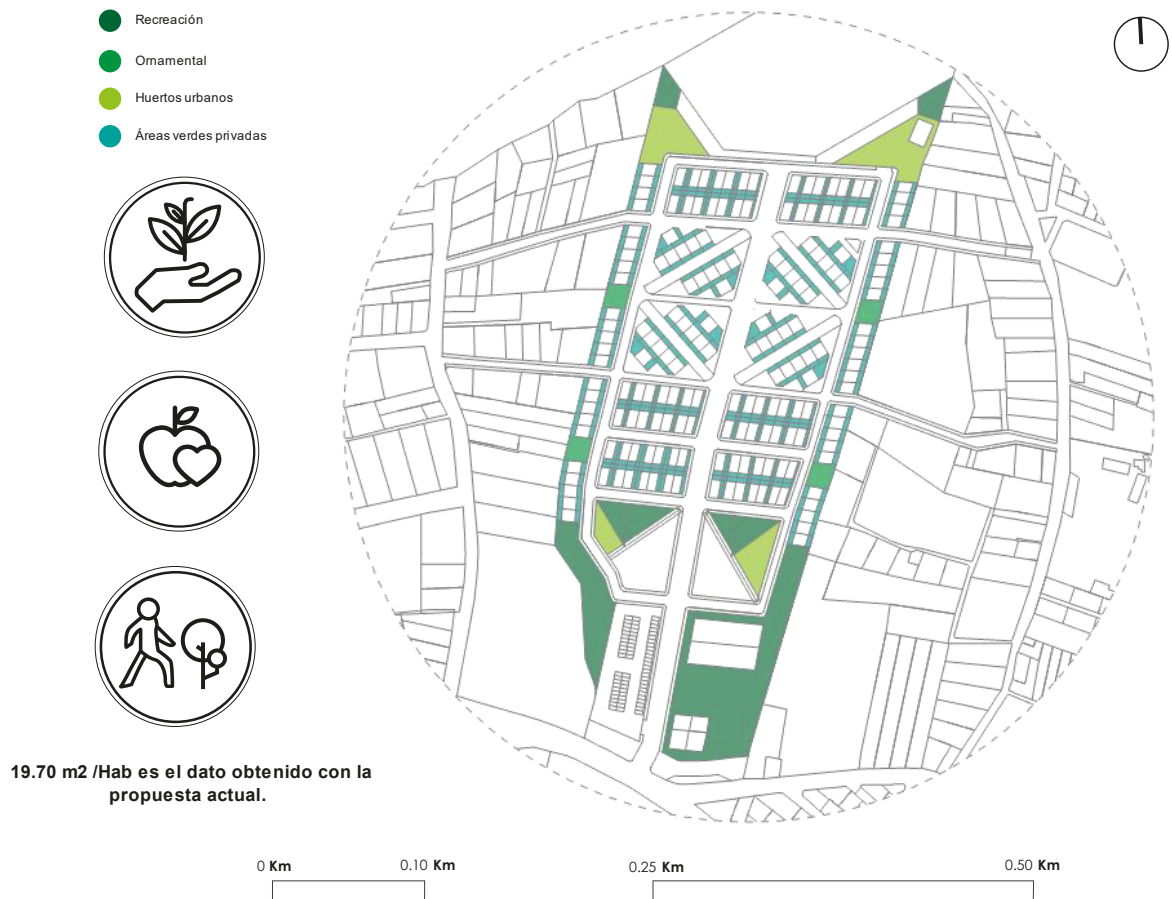 Recreación
Ornamental
Huertos urbanos
Áreas verdes privadas
19.70 m2 /Hab es el dato obtenido con la
propuesta actual.
0 Km 0.10 Km 0.25 Km 0.50 Km